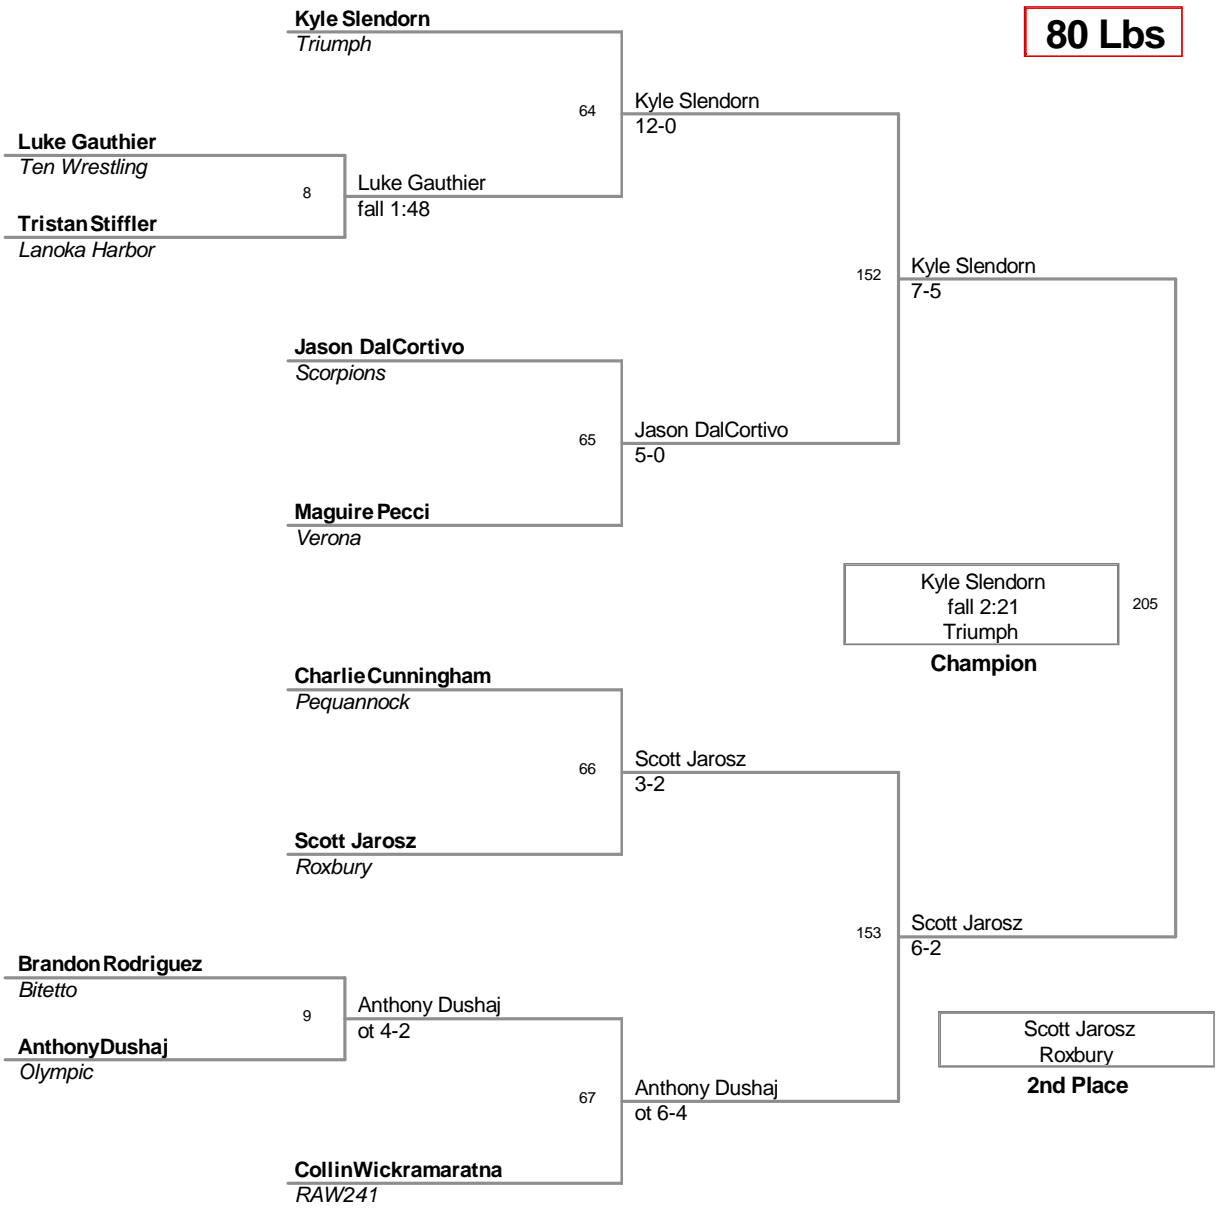 Kyle Slendorn
Triumph
80 Lbs
64
Kyle Slendorn
12-0
Luke Gauthier
Ten Wrestling
8
Luke Gauthier
fall 1:48
Tristan Stiffler
Lanoka Harbor
152
Kyle Slendorn
7-5
Jason DalCortivo
Scorpions
65
Jason DalCortivo
5-0
Maguire Pecci
Verona
Kyle Slendorn
fall 2:21
Triumph
205
Champion
Charlie Cunningham
Pequannock
66
Scott Jarosz
3-2
Scott Jarosz
Roxbury
153
Scott Jarosz
6-2
Brandon Rodriguez
Bitetto
9
Anthony Dushaj
ot 4-2
Anthony Dushaj
Olympic
Scott Jarosz
Roxbury
2nd Place
67
Anthony Dushaj
ot 6-4
Collin Wickramaratna
RAW241